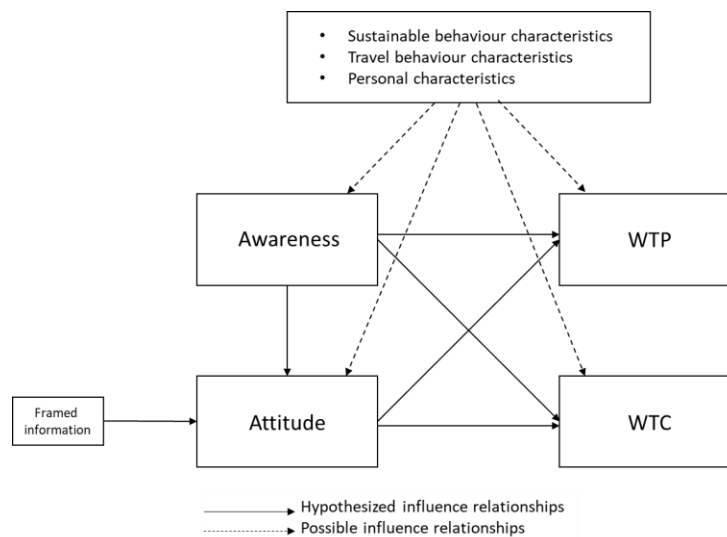 • Sustainable behaviour characteristics
• Travel behaviour characteristics
• Personal characteristics
Awareness
WTP
Framed
information
Attitude
WTC
Hypothesized influence relationships
Possible influence relationships